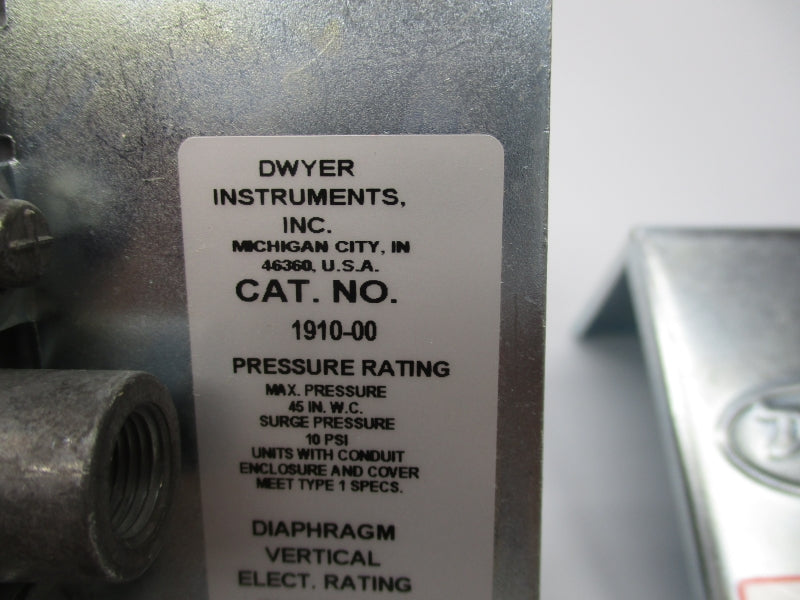 DWYER
INSTRUMENTS,
INC.
MICHIGAN CITY, IN
46360, U.S.A.
CAT. NO.
1910-00
PRESSURE RATING
MAX. PRESSURE
45 IN. W.C.
SURGE PRESSURE
10 PSI
UNITS WITH CONDUIT
ENCLOSURE AND COVER
MEET TYPE 1 SPECS.
DIAPHRAGM
VERTICAL
ELECT. RATING